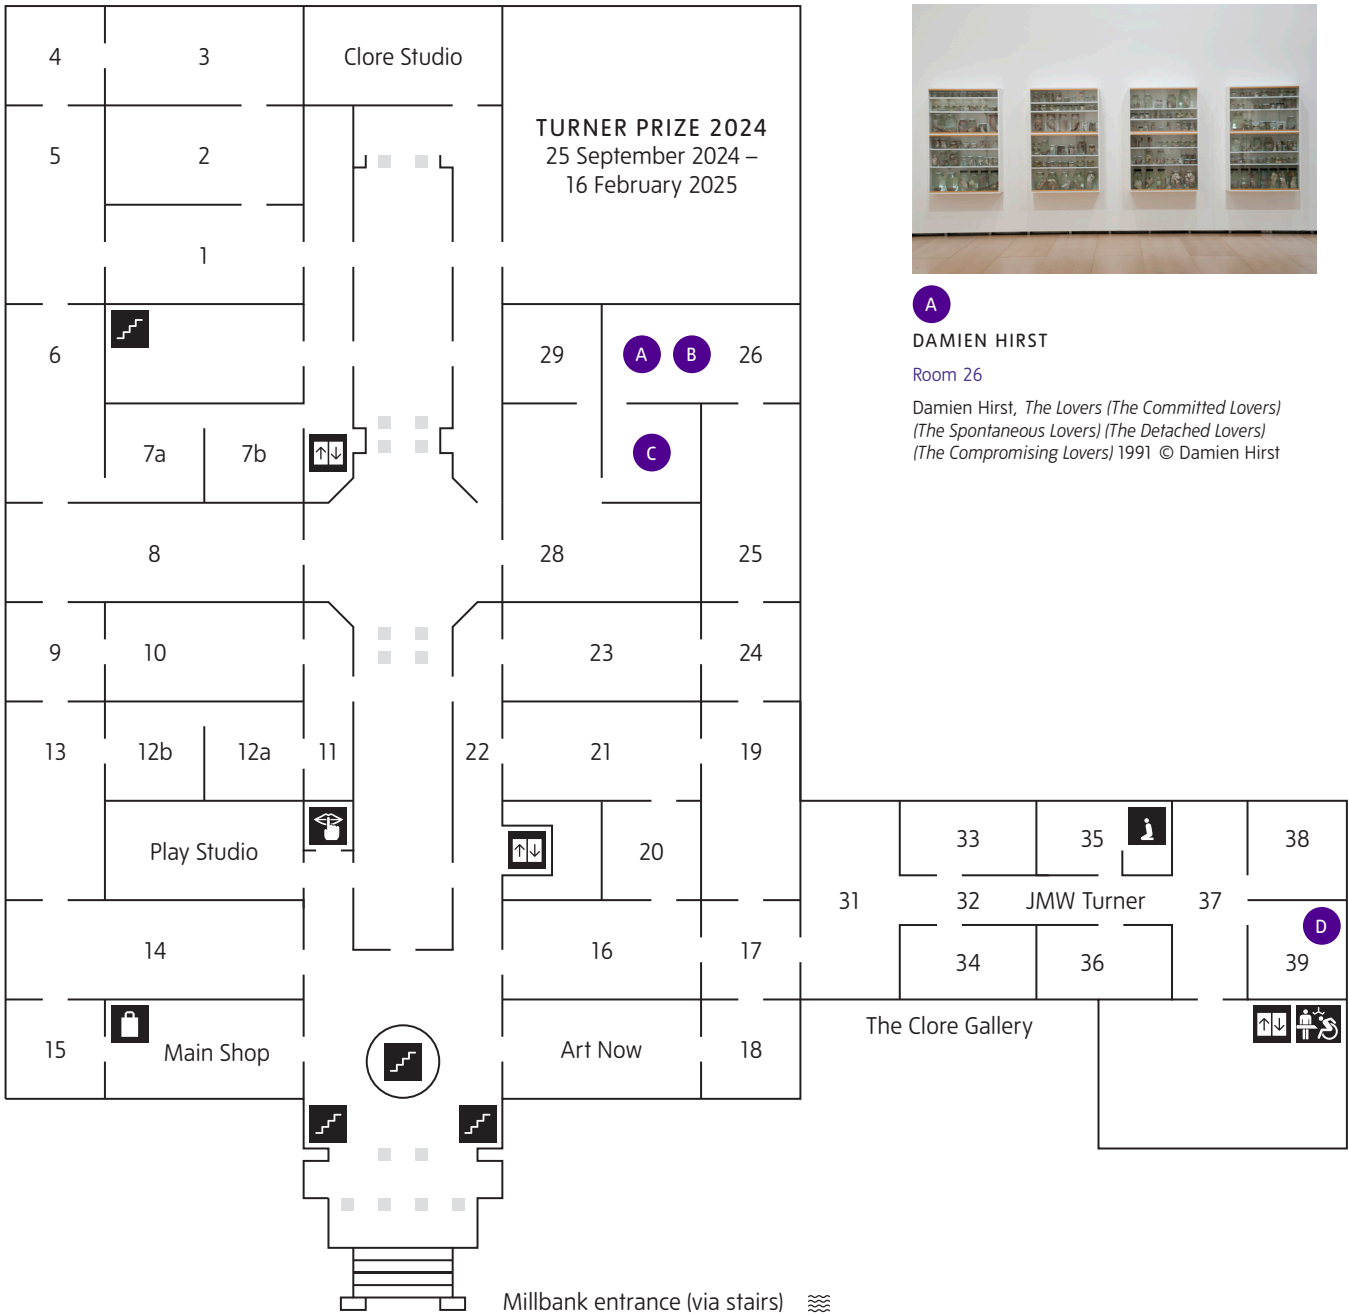 4
3
Clore Studio
5
2
TURNER PRIZE 2024
25 September 2024 –
16 February 2025
1
6
29
A
B
26
7a
7b
C
8
28
25
9
10
23
24
13
12b
12a
11
22
21
19
Play Studio
20
33
35
38
31
32
JMW Turner
37
14
16
17
34
36
D
39
15
Main Shop
Art Now
18
The Clore Gallery
Millbank entrance (via stairs)
A
DAMIEN HIRST
Room 26
Damien Hirst, The Lovers (The Committed Lovers)
(The Spontaneous Lovers) (The Detached Lovers)
(The Compromising Lovers) 1991 © Damien Hirst